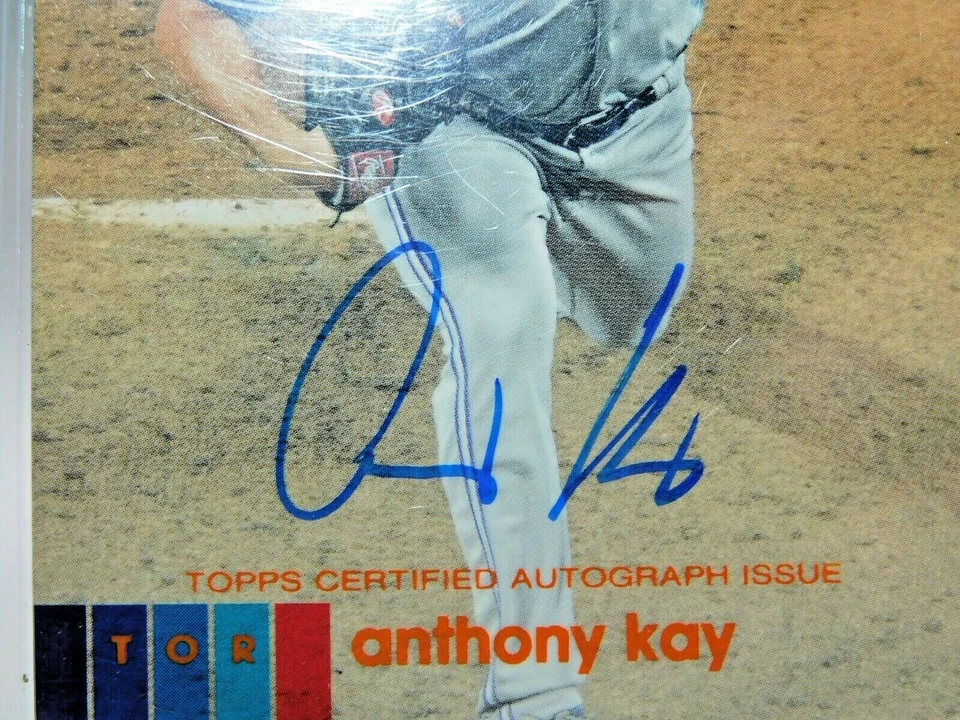 TOPPS CERTIFIED AUTOGRAPH ISSUE
TOR
anthony kay